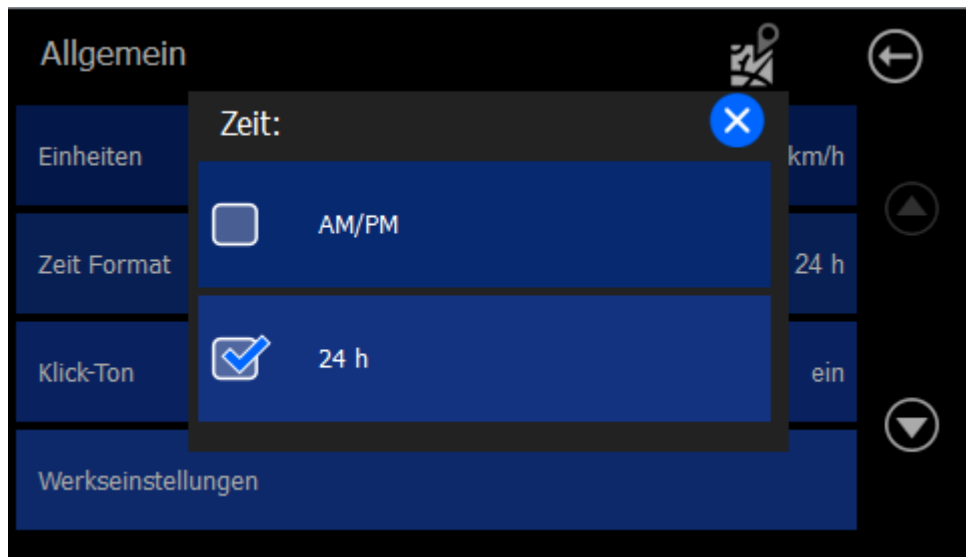 Allgemein
Zeit:
Einheiten
km/h
AM/PM
Zeit Format
24 h
24 h
Klick-Ton
ein
Werkseinstellungen